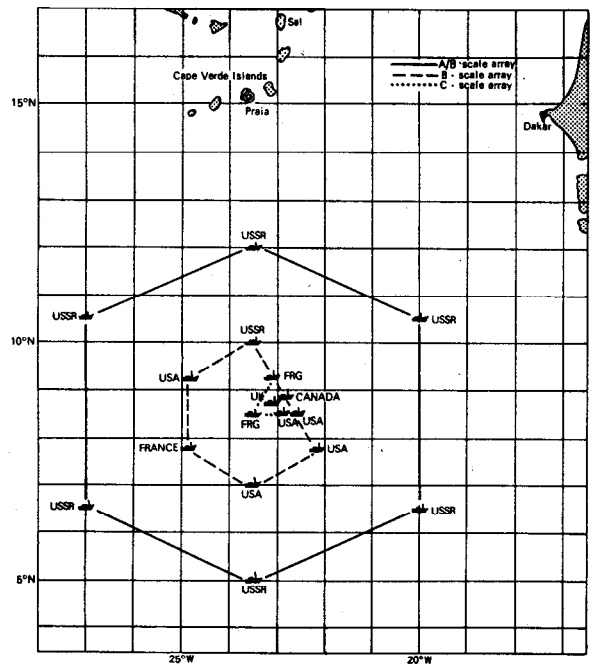 Sal
A/B-scale array
B - scale array
C - scale array
Cape Verde Islands
Praia
15°N
Dakar
USSR
USSR
USSR
10°N
USSR
USA
FRG
CANADA
FRG
USA
USA
FRANCE
USA
USA
USSR
USSR
5°N
USSR
25°W
20°W